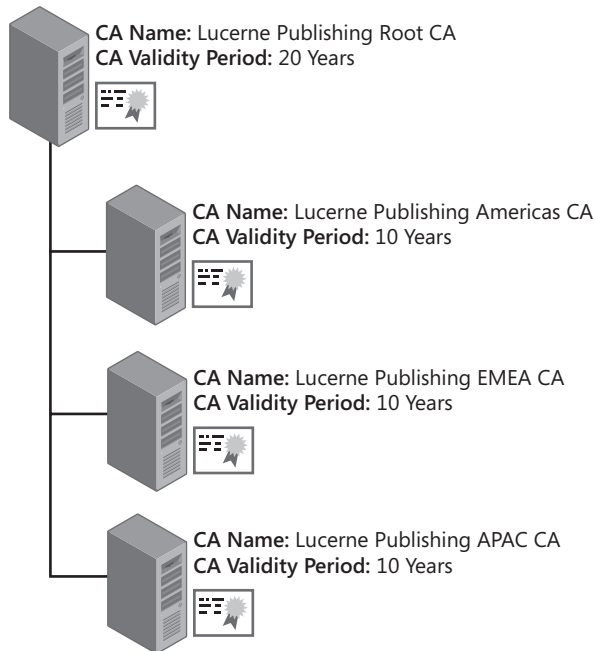 CA Name: Lucerne Publishing Root CA
CA Validity Period: 20 Years
CA Name: Lucerne Publishing Americas CA
CA Validity Period: 10 Years
CA Name: Lucerne Publishing EMEA CA
CA Validity Period: 10 Years
CA Name: Lucerne Publishing APAC CA
CA Validity Period: 10 Years